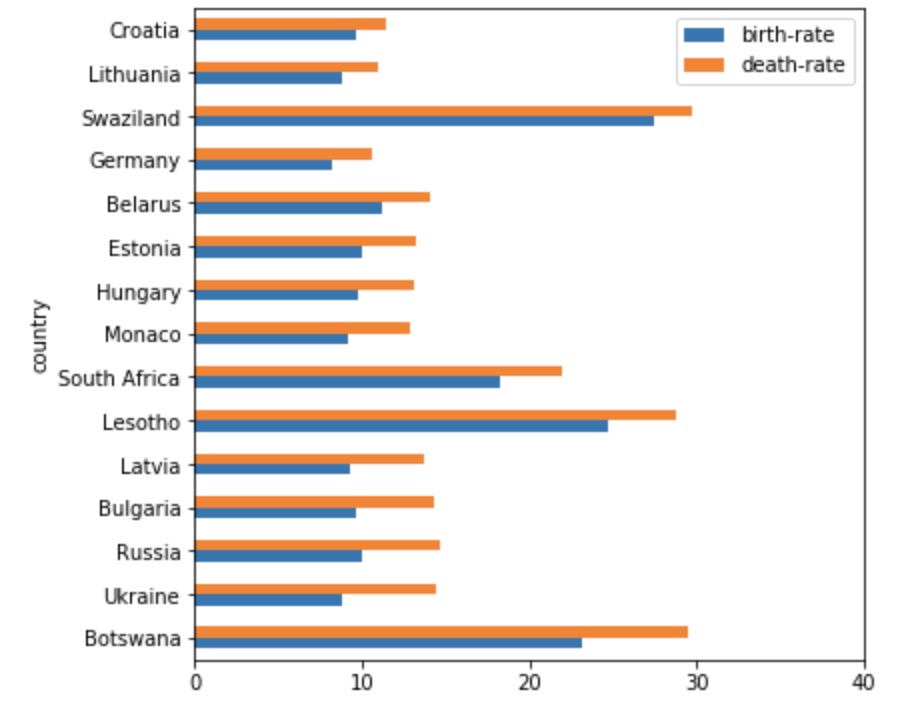 Croatia
Lithuania
Swaziland
Germany
Belarus
Estonia
Hungary
Monaco
South Africa
Lesotho
Latvia
Bulgaria
Russia
Ukraine
Botswana
country
birth-rate
death-rate
0 10 20 30 40